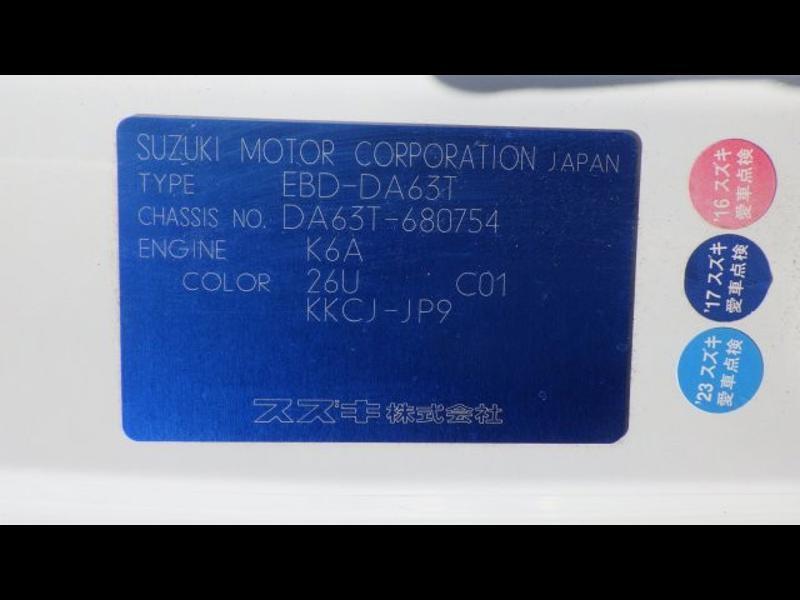 SUZUKI MOTOR CORPORATION JAPAN
TYPE EBD-DA63T
CHASSIS NO. DA63T-680754
ENGINE K6A
COLOR 26U C01
KKCJ-JP9
スズキ株式会社
'16 スズキ
愛車点検
'17 スズキ
愛車点検
'23 スズキ
愛車点検